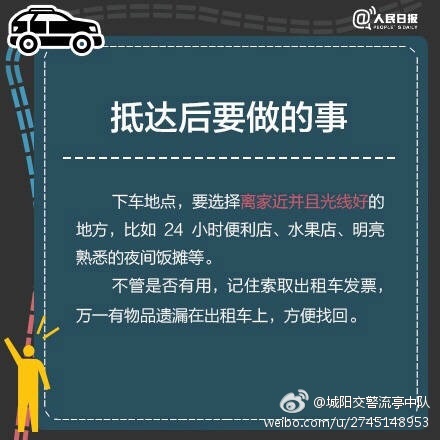 @人民日报
PEOPLE'S DAILY
抵达后要做的事
下车地点，要选择离家近并且光线好的
地方，比如 24 小时便利店、水果店、明亮
熟悉的夜间饭摊等。
不管是否有用，记住索取出租车发票，
万一有物品遗漏在出租车上，方便找回。
@城阳交警流亭中队
weibo.com/u/2745148953